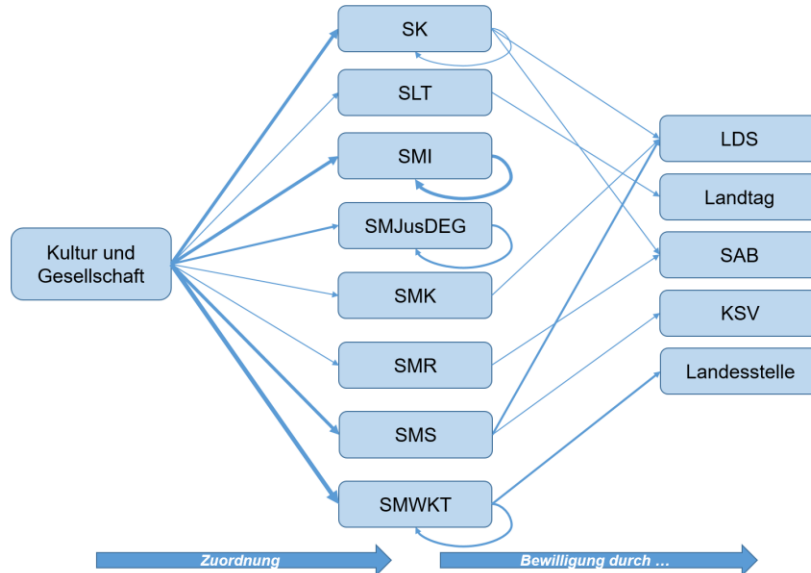 Kultur und
Gesellschaft
SK
SLT
SMI
SMJusDEG
SMK
SMR
SMS
SMWKT
LDS
Landtag
SAB
KSV
Landesstelle
Zuordnung
Bewilligung durch ...